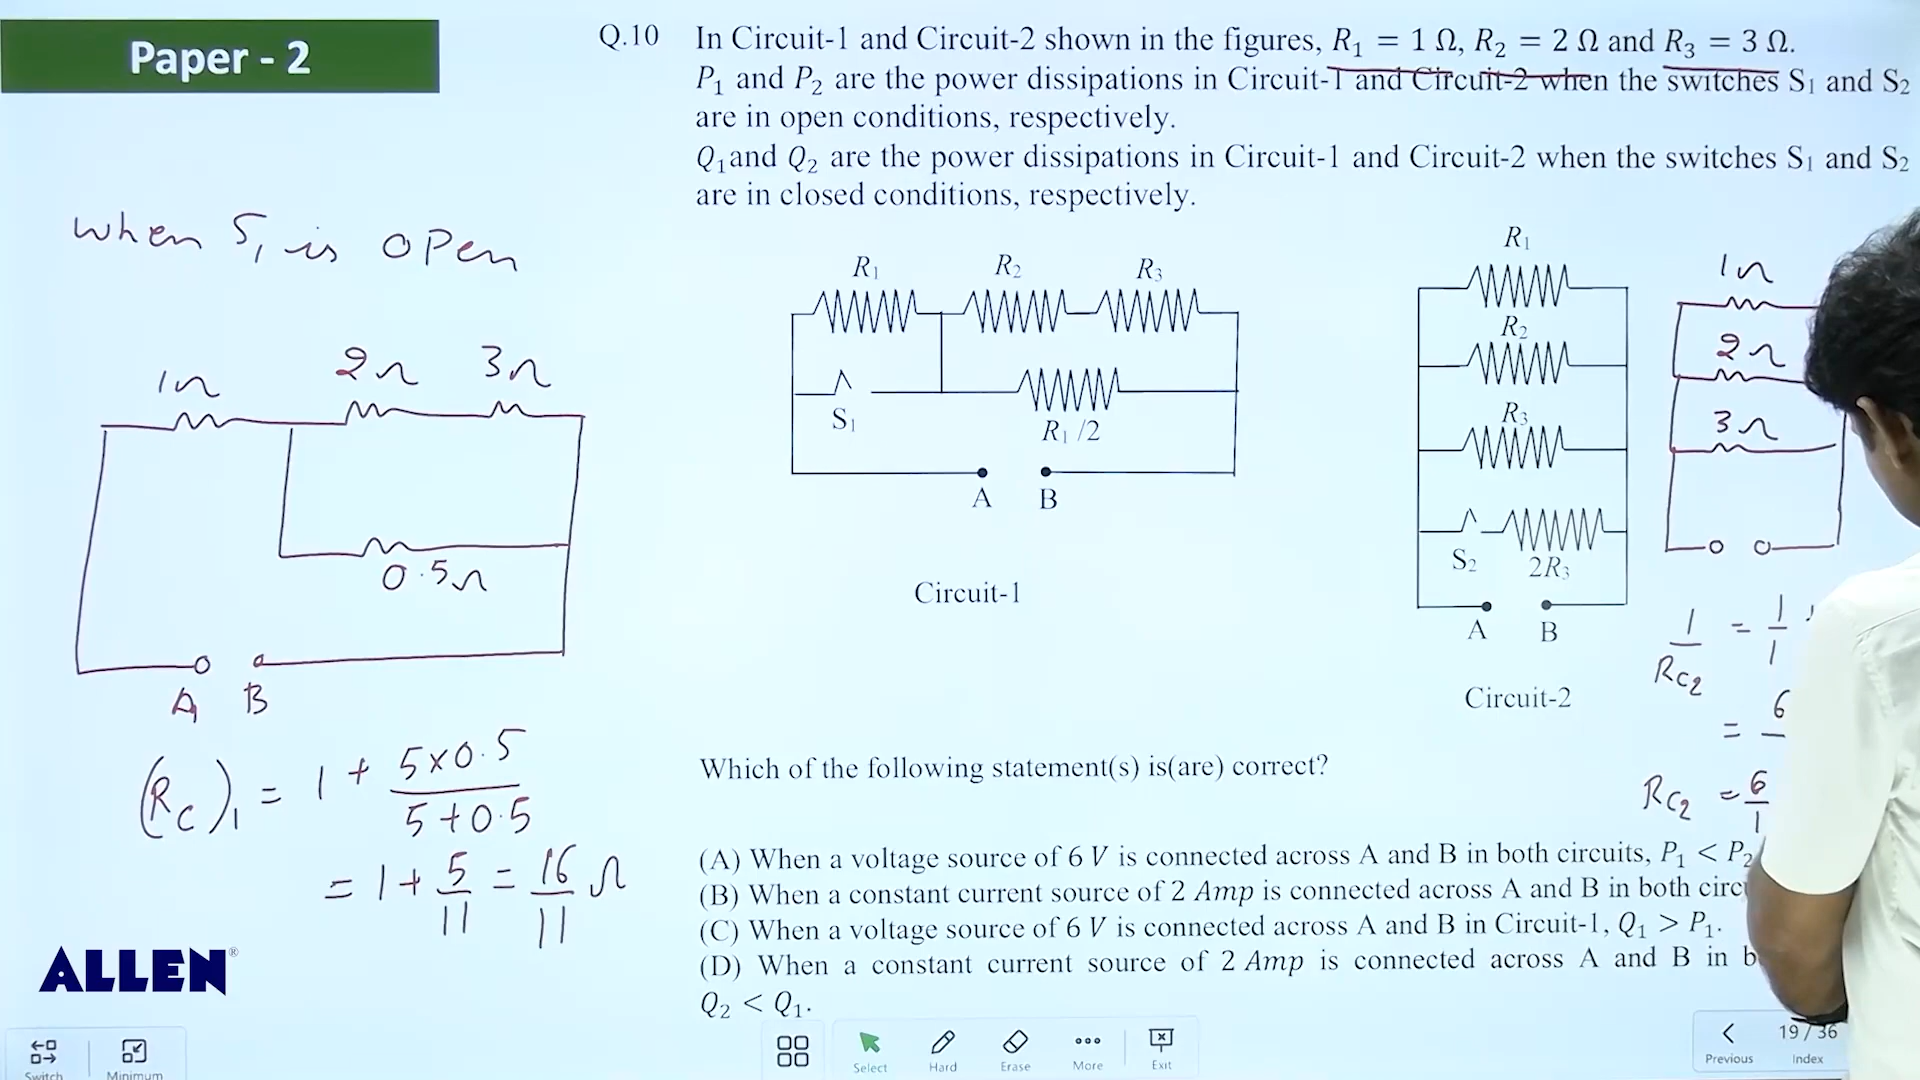 Paper - 2
Q.10 In Circuit-1 and Circuit-2 shown in the figures, R₁ = 1 Ω, R₂ = 2 Ω and R₃ = 3 Ω.
P₁ and P₂ are the power dissipations in Circuit-1 and Circuit-2 when the switches S₁ and S₂
are in open conditions, respectively.
Q₁and Q₂ are the power dissipations in Circuit-1 and Circuit-2 when the switches S₁ and S₂
are in closed conditions, respectively.
when S₁ is open
1Ω 2Ω 3Ω
0.5Ω
A B
(R_C)₁ = 1 + (5×0.5)/(5+0.5)
= 1 + 5/11 = 16/11 Ω
R₁ R₂ R₃
S₁ R₁/2
A B
Circuit-1
R₁
R₂
R₃
S₂ 2R₃
A B
Circuit-2
1Ω
2Ω
3Ω
1/R_C2 = 1/1
= 6
R_C2 = 6/1
Which of the following statement(s) is(are) correct?
(A) When a voltage source of 6 V is connected across A and B in both circuits, P₁ < P₂
(B) When a constant current source of 2 Amp is connected across A and B in both
(C) When a voltage source of 6 V is connected across A and B in Circuit-1, Q₁ > P₁.
(D) When a constant current source of 2 Amp is connected across A and B in
Q₂ < Q₁.
ALLEN®
Switch
Minimum
Select
Hard
Erase
More
Exit
Previous
19 / 36
Index